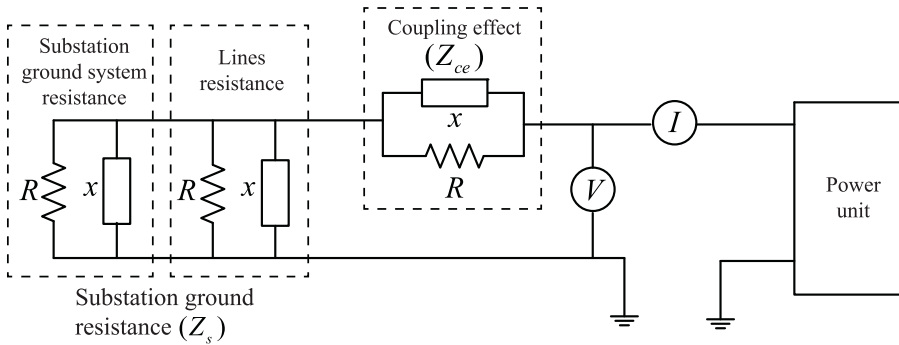 Substation
ground system
resistance
Lines
resistance
Coupling effect
(Z_ce)
x
R
R
x
R
x
I
V
Power
unit
Substation ground
resistance (Z_s)